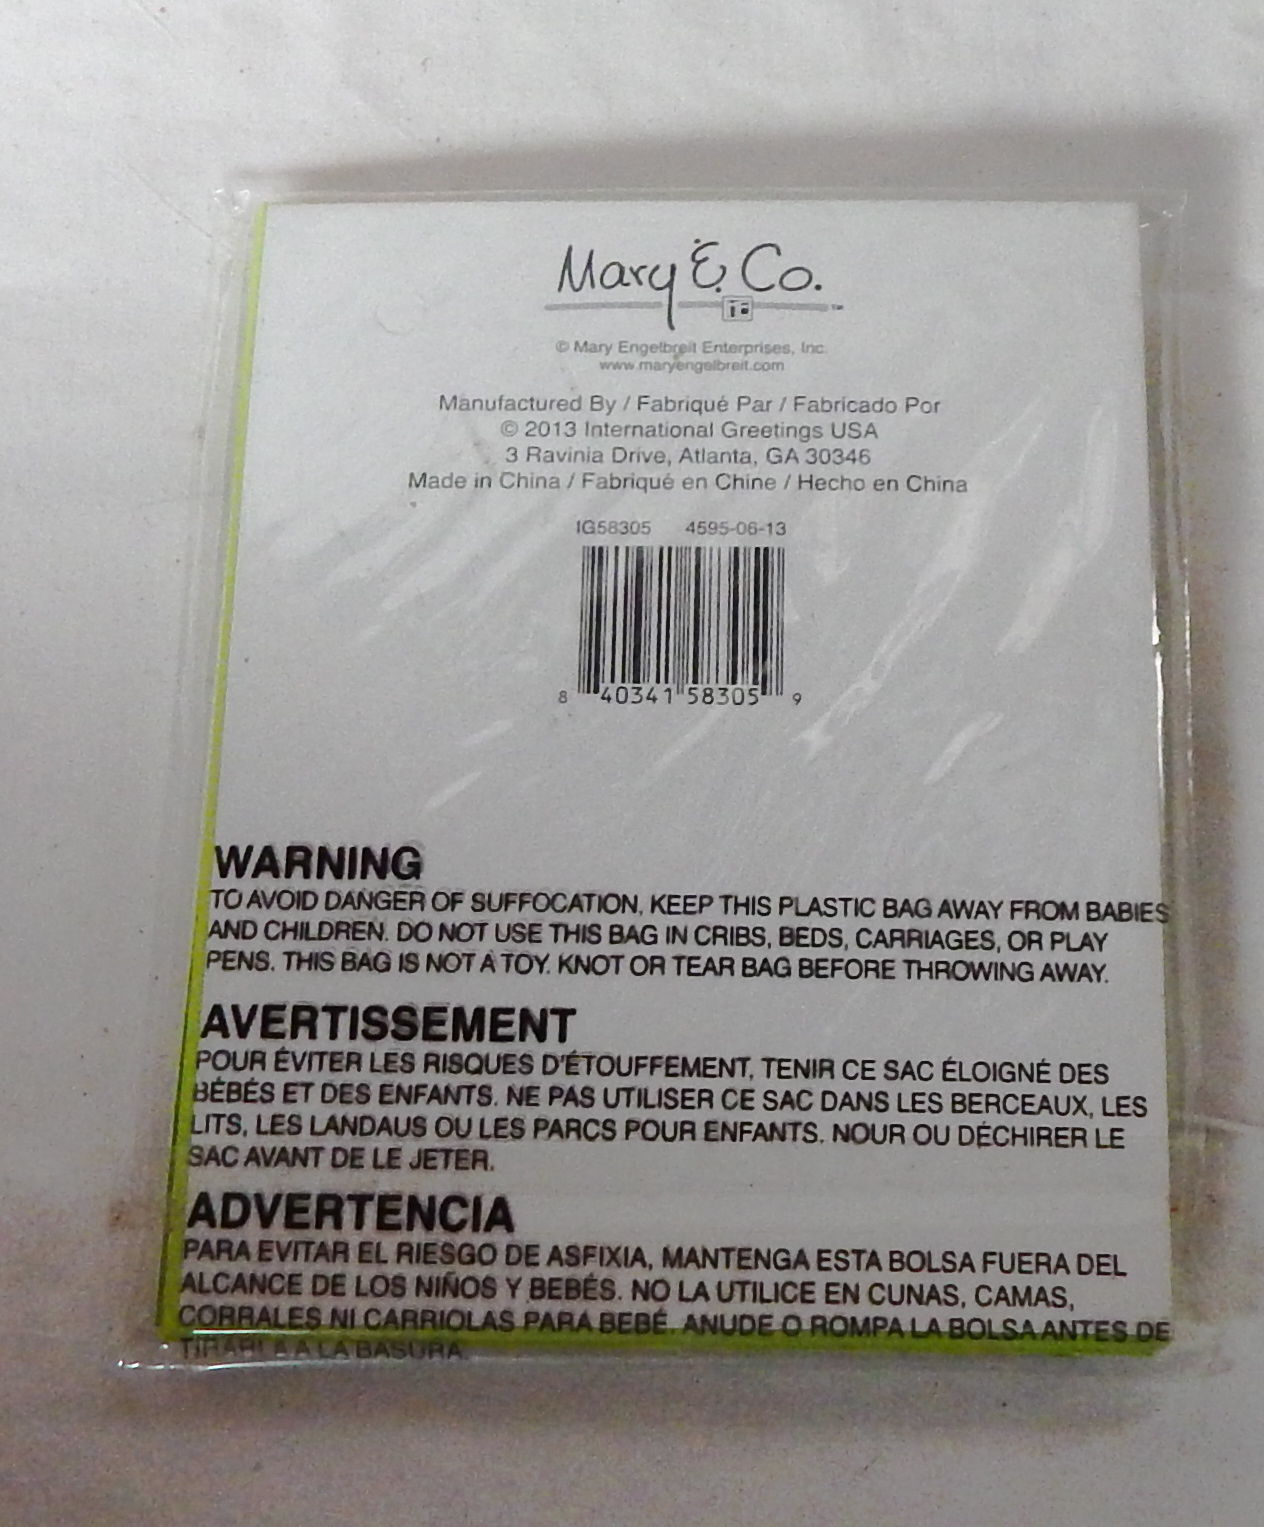 Mary & Co.
© Mary Engelbreit Enterprises, Inc.
www.maryengelbreit.com
Manufactured By / Fabriqué Par / Fabricado Por
© 2013 International Greetings USA
3 Ravinia Drive, Atlanta, GA 30346
Made in China / Fabriqué en Chine / Hecho en China
IG58305 4595-06-13
8 40341 58305 9
WARNING
TO AVOID DANGER OF SUFFOCATION, KEEP THIS PLASTIC BAG AWAY FROM BABIES
AND CHILDREN. DO NOT USE THIS BAG IN CRIBS, BEDS, CARRIAGES, OR PLAY
PENS. THIS BAG IS NOT A TOY. KNOT OR TEAR BAG BEFORE THROWING AWAY.
AVERTISSEMENT
POUR ÉVITER LES RISQUES D'ÉTOUFFEMENT, TENIR CE SAC ÉLOIGNÉ DES
BÉBÉS ET DES ENFANTS. NE PAS UTILISER CE SAC DANS LES BERCEAUX, LES
LITS, LES LANDAUS OU LES PARCS POUR ENFANTS. NOUR OU DÉCHIRER LE
SAC AVANT DE LE JETER.
ADVERTENCIA
PARA EVITAR EL RIESGO DE ASFIXIA, MANTENGA ESTA BOLSA FUERA DEL
ALCANCE DE LOS NIÑOS Y BEBÉS. NO LA UTILICE EN CUNAS, CAMAS,
CORRALES NI CARRIOLAS PARA BEBÉ. ANUDE O ROMPA LA BOLSA ANTES DE
TIRARLA A LA BASURA.